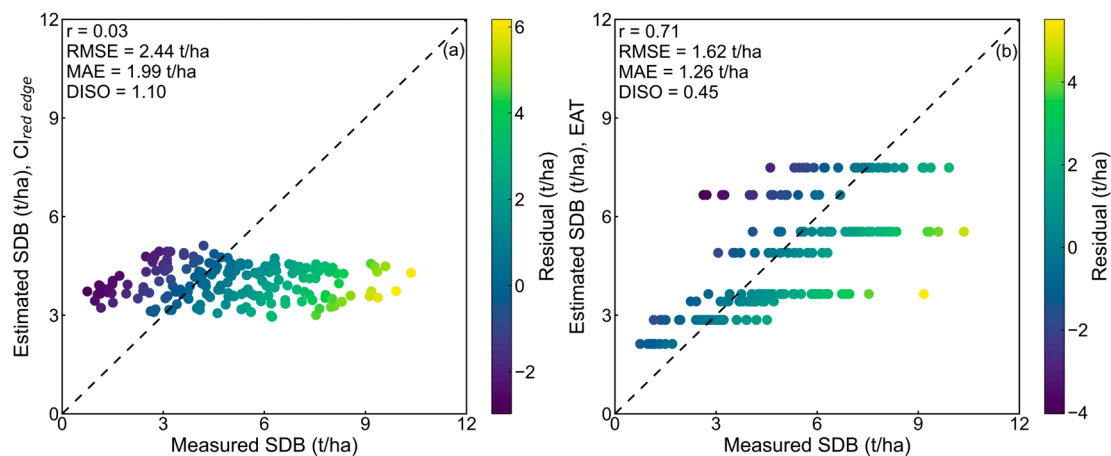 r = 0.03
RMSE = 2.44 t/ha
MAE = 1.99 t/ha
DISO = 1.10
(a)
12
9
6
3
0
0 3 6 9 12
Estimated SDB (t/ha), CIred edge
Measured SDB (t/ha)
6
4
2
0
−2
Residual (t/ha)
r = 0.71
RMSE = 1.62 t/ha
MAE = 1.26 t/ha
DISO = 0.45
(b)
12
9
6
3
0
0 3 6 9 12
Estimated SDB (t/ha), EAT
Measured SDB (t/ha)
4
2
0
−2
−4
Residual (t/ha)